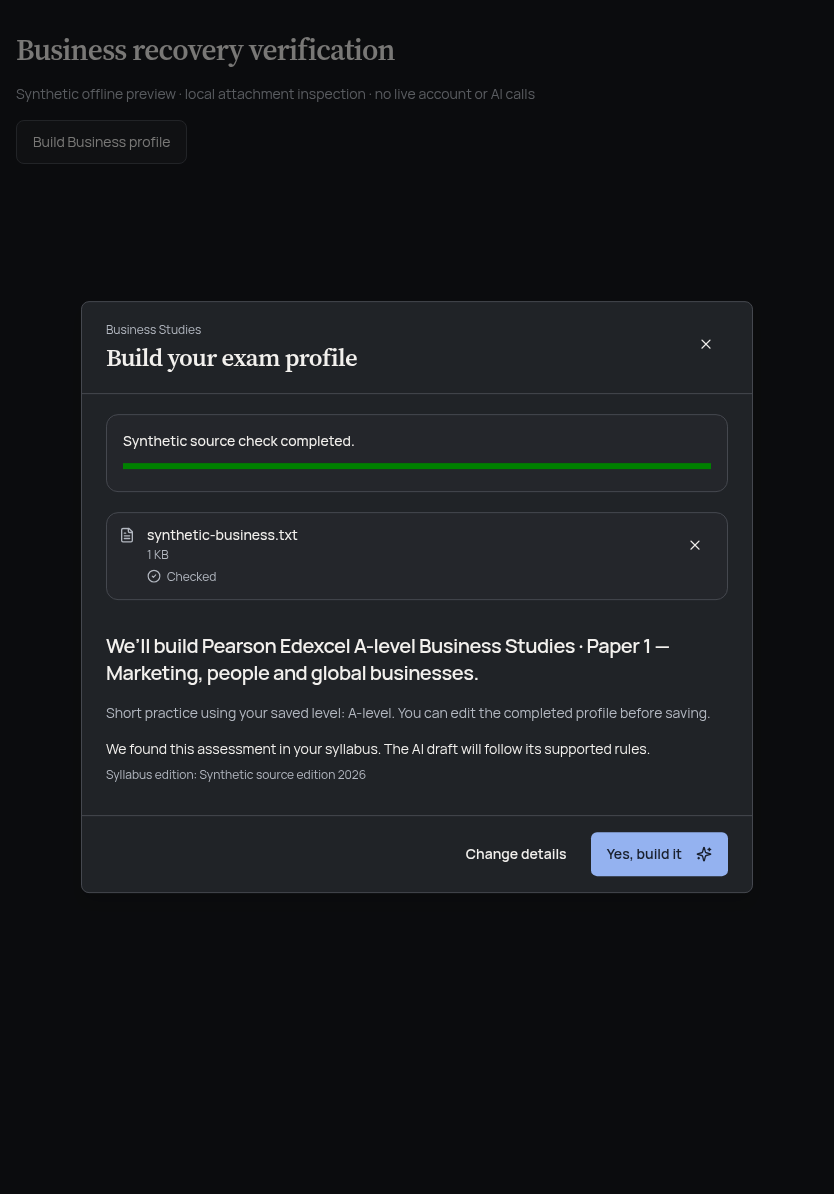 Business recovery verification
Synthetic offline preview · local attachment inspection · no live account or AI calls
Build Business profile
Business Studies
Build your exam profile
Synthetic source check completed.
synthetic-business.txt
1 KB
Checked
We’ll build Pearson Edexcel A-level Business Studies · Paper 1 —
Marketing, people and global businesses.
Short practice using your saved level: A-level. You can edit the completed profile before saving.
We found this assessment in your syllabus. The AI draft will follow its supported rules.
Syllabus edition: Synthetic source edition 2026
Change details
Yes, build it